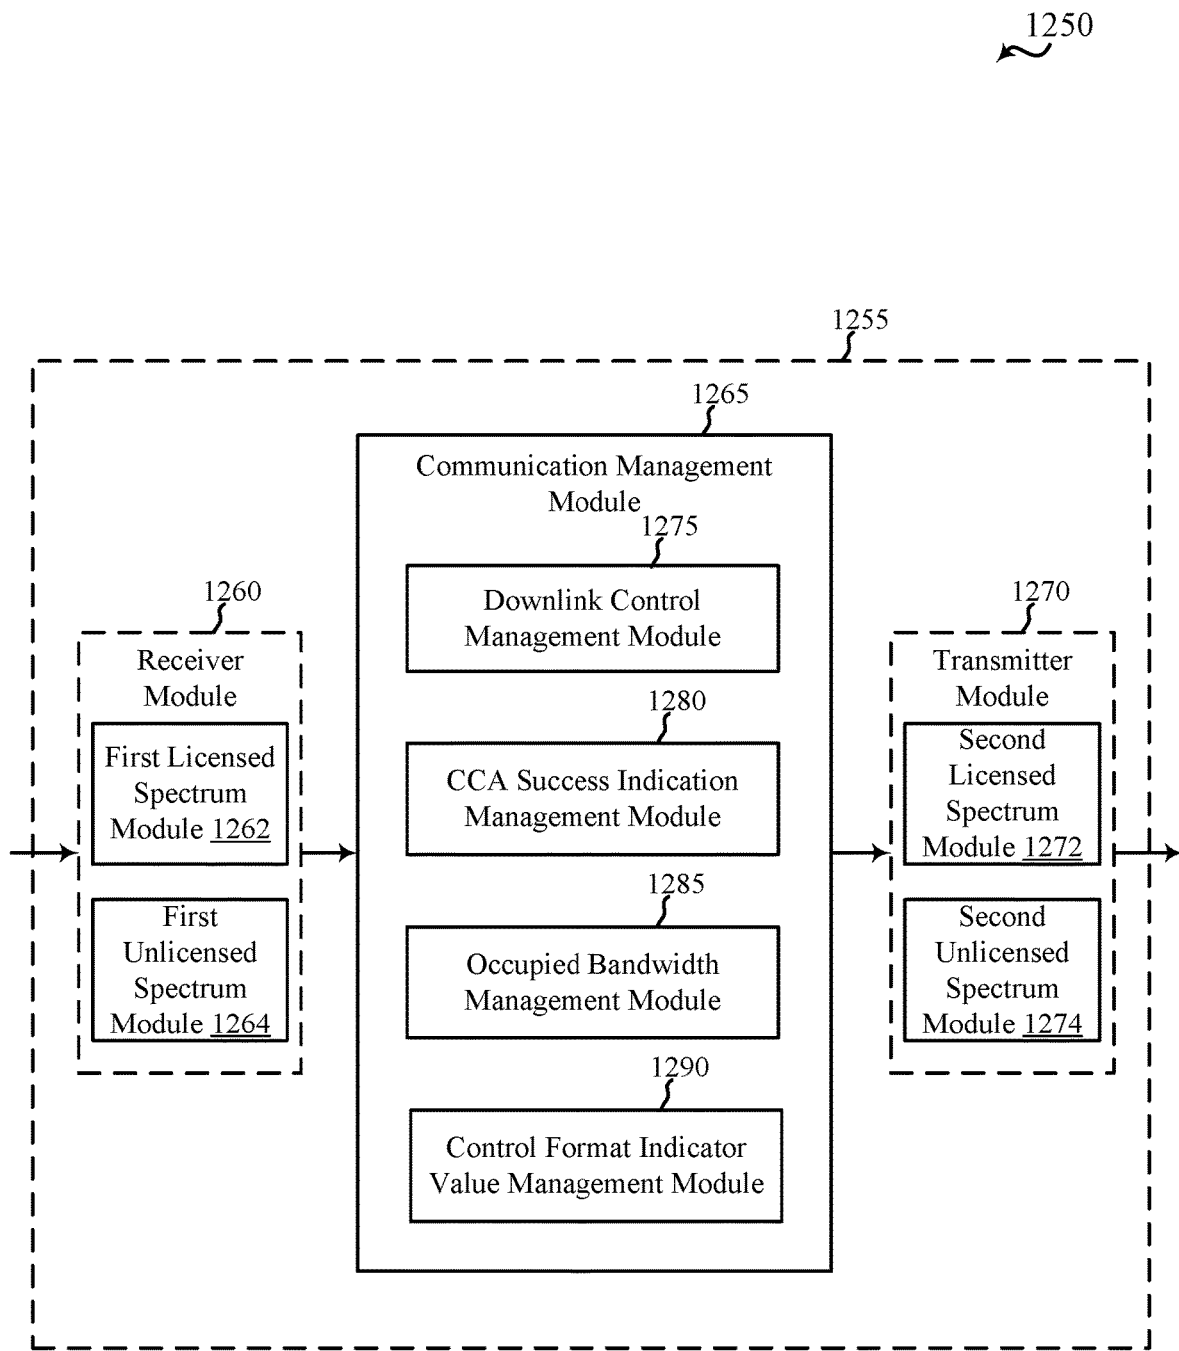 1250
1255
1265
Communication Management
Module
1275
Downlink Control
Management Module
1260
Receiver
Module
First Licensed
Spectrum
Module 1262
First
Unlicensed
Spectrum
Module 1264
1280
CCA Success Indication
Management Module
1285
Occupied Bandwidth
Management Module
1290
Control Format Indicator
Value Management Module
1270
Transmitter
Module
Second
Licensed
Spectrum
Module 1272
Second
Unlicensed
Spectrum
Module 1274